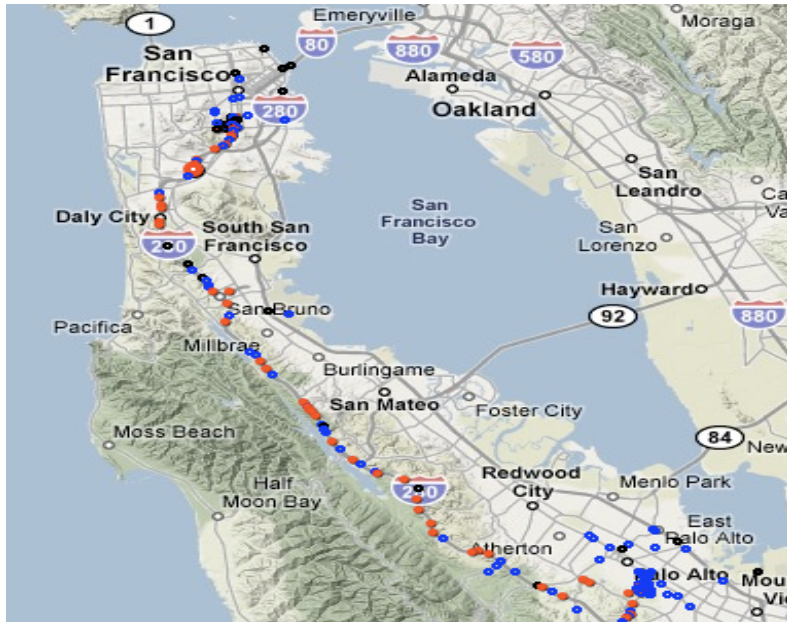 1
Emeryville
Moraga
San
Francisco
80
880
580
Alameda
Oakland
280
San
Leandro
San
Francisco
Bay
Daly City
South San
Francisco
San
Lorenzo
Hayward
San Bruno
92
880
Pacifica
Millbrae
Burlingame
San Mateo
Foster City
Moss Beach
84
Half
Moon Bay
Redwood
City
Menlo Park
East
Palo Alto
Atherton
Palo Alto